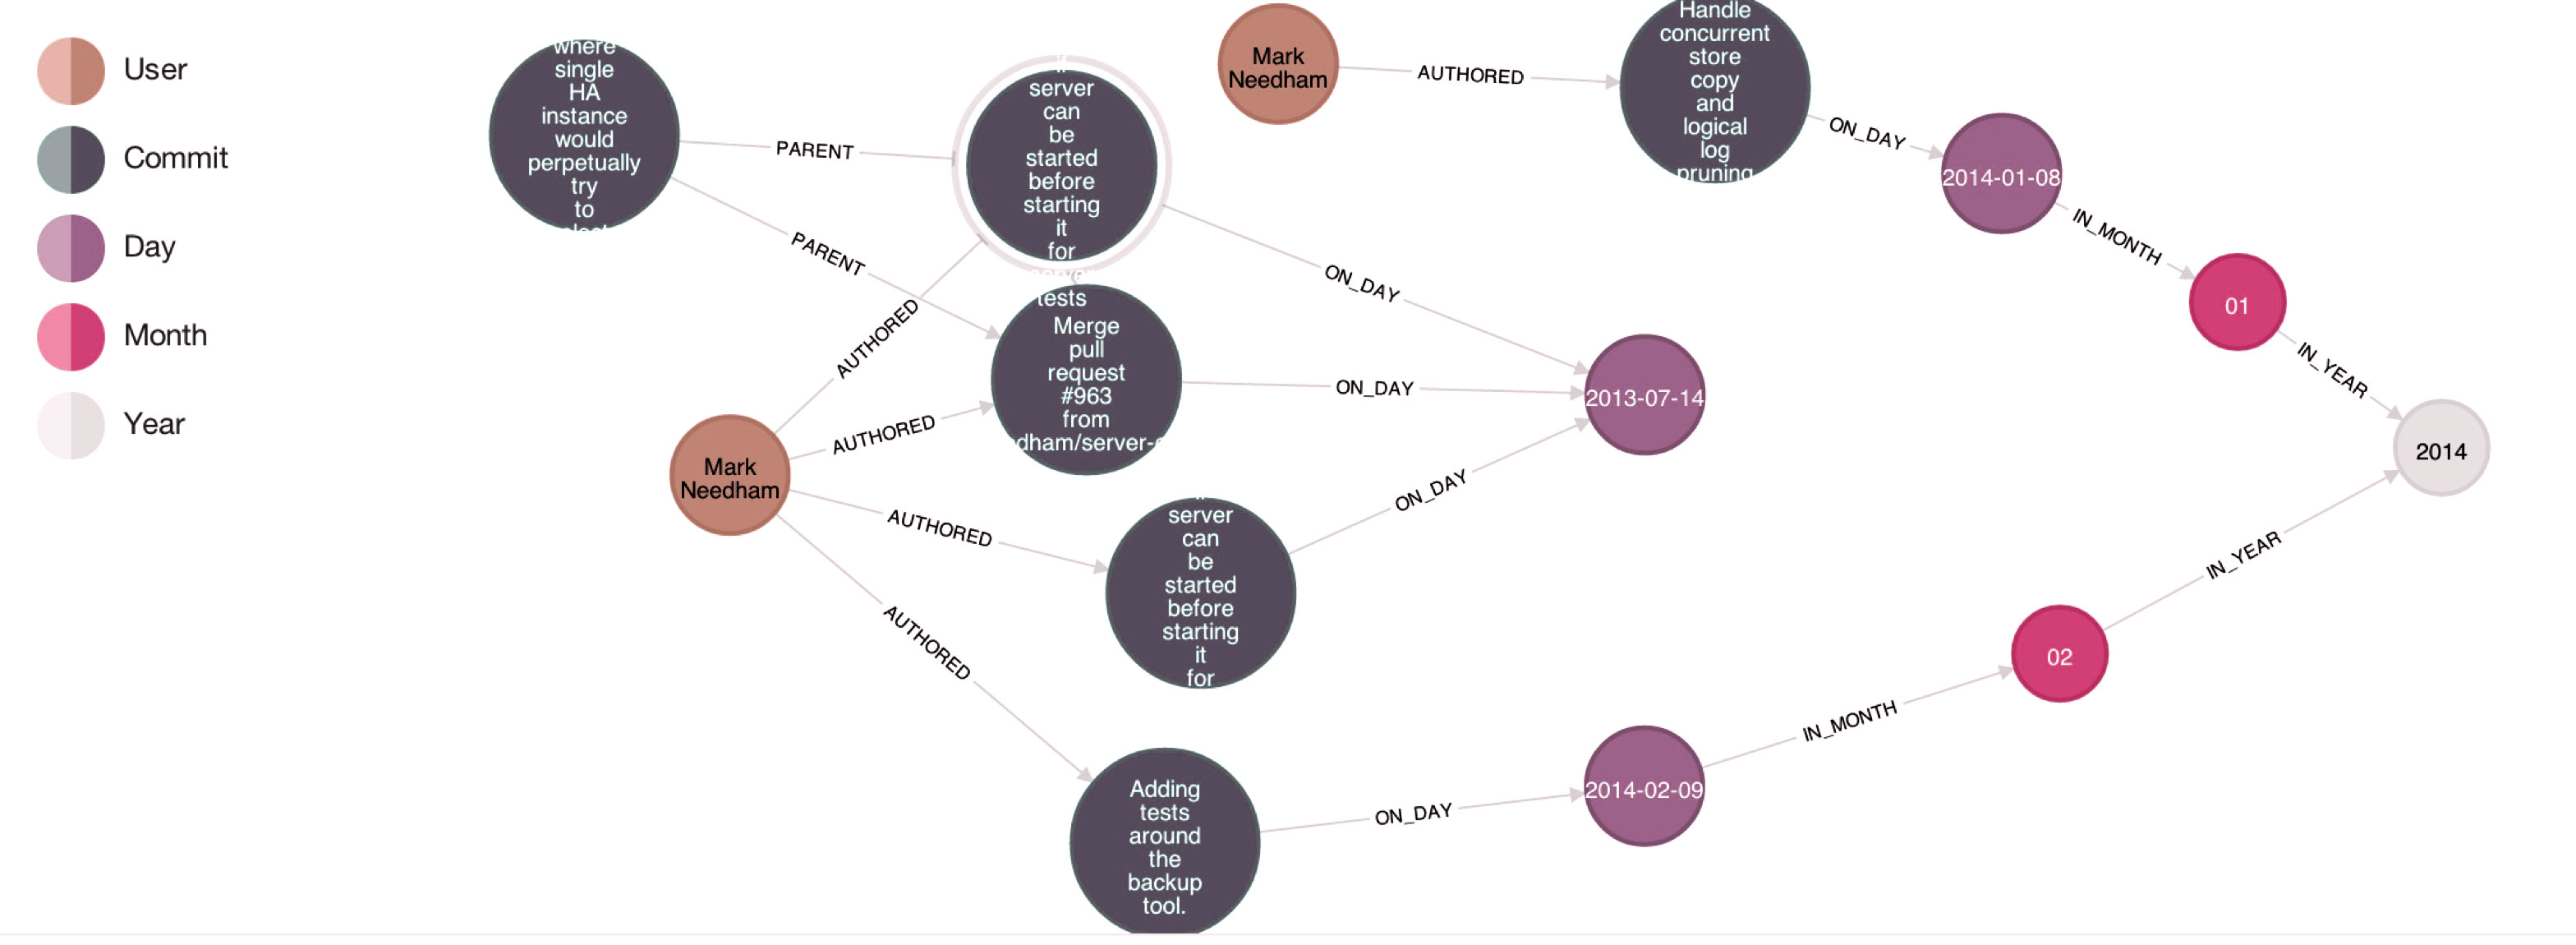 User
Commit
Day
Month
Year
where
single
HA
instance
would
perpetually
try
to
PARENT
PARENT
server
can
be
started
before
starting
it
for
server
tests
Merge
pull
request
#963
from
dham/server-
Mark
Needham
AUTHORED
AUTHORED
AUTHORED
AUTHORED
server
can
be
started
before
starting
it
for
Adding
tests
around
the
backup
tool.
ON_DAY
ON_DAY
ON_DAY
ON_DAY
2013-07-14
2014-02-09
IN_MONTH
02
IN_YEAR
Mark
Needham
AUTHORED
Handle
concurrent
store
copy
and
logical
log
pruning
ON_DAY
2014-01-08
IN_MONTH
01
IN_YEAR
2014